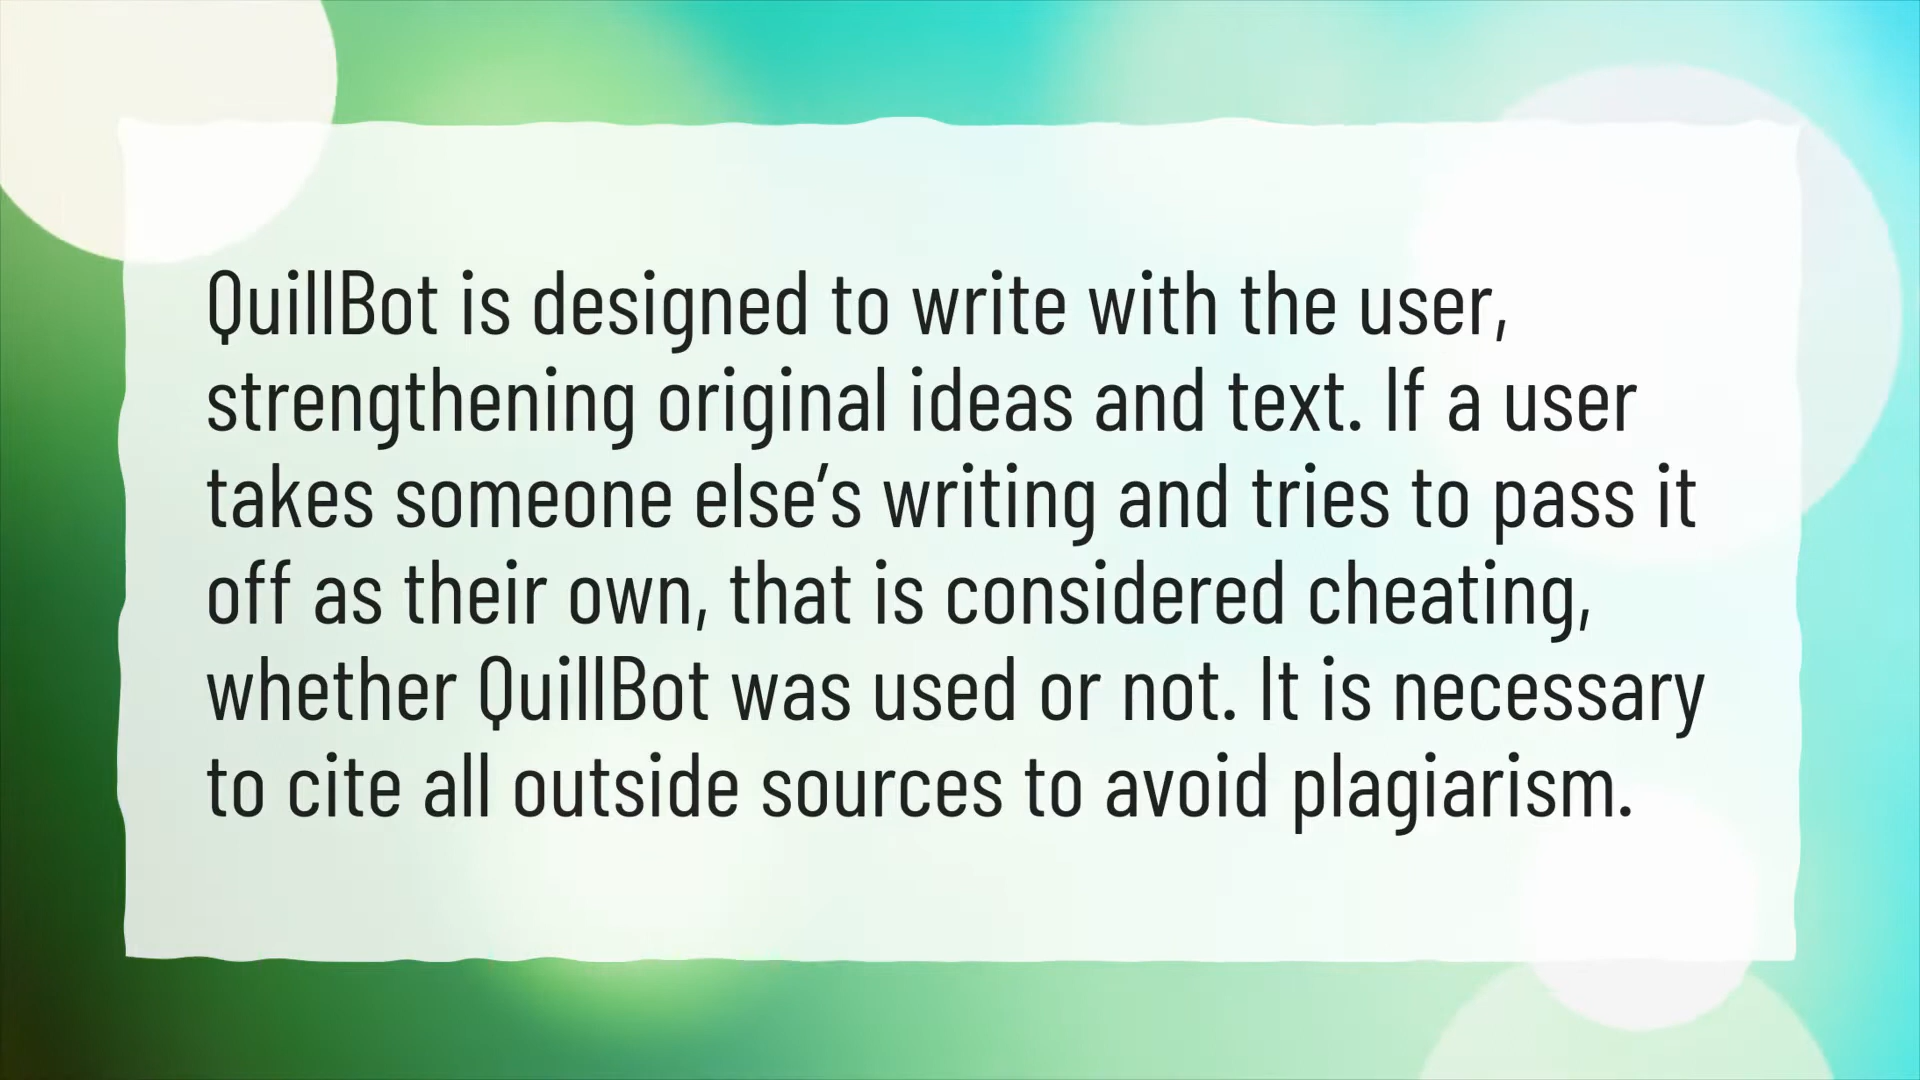 QuillBot is designed to write with the user,
strengthening original ideas and text. If a user
takes someone else’s writing and tries to pass it
off as their own, that is considered cheating,
whether QuillBot was used or not. It is necessary
to cite all outside sources to avoid plagiarism.